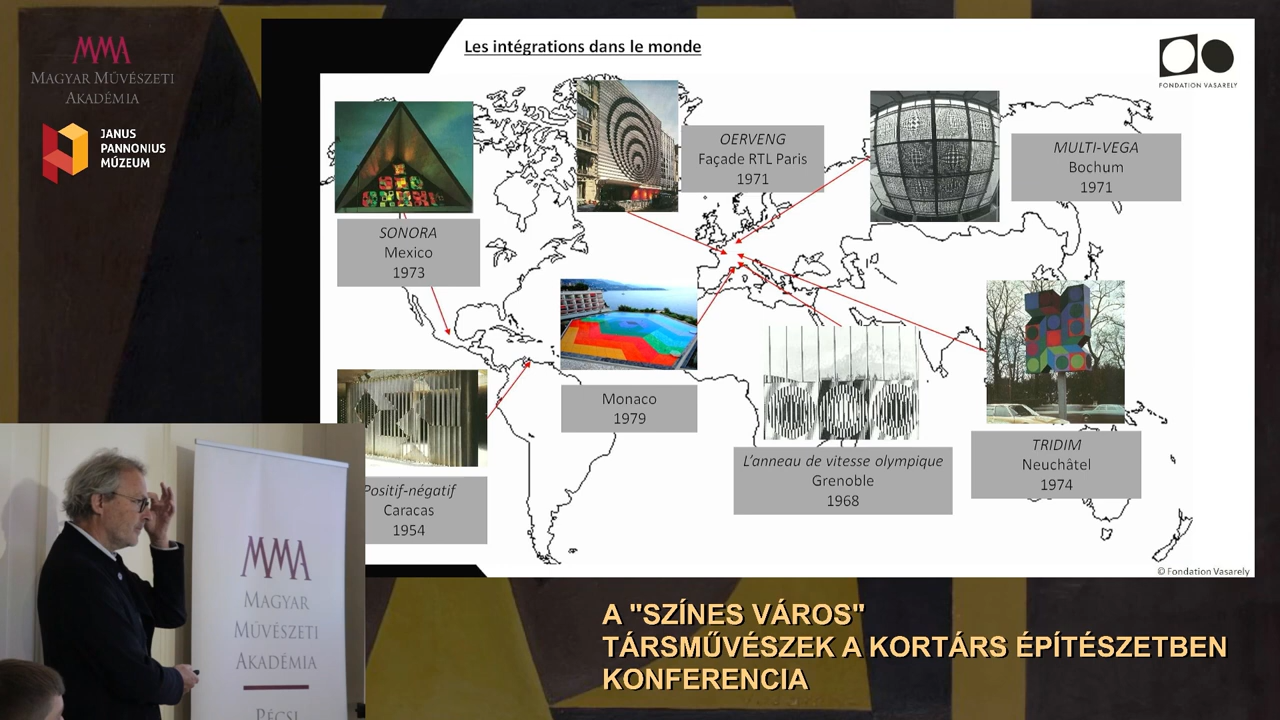 MMA
MAGYAR MŰVÉSZETI
AKADÉMIA
JANUS
PANNONIUS
MÚZEUM
Les intégrations dans le monde
FONDATION VASARELY
OERVENG
Façade RTL Paris
1971
MULTI-VEGA
Bochum
1971
SONORA
Mexico
1973
Monaco
1979
L'anneau de vitesse olympique
Grenoble
1968
TRIDIM
Neuchâtel
1974
Positif-négatif
Caracas
1954
© Fondation Vasarely
MMA
MAGYAR
MŰVÉSZETI
AKADÉMIA
PÉCSI
A "SZÍNES VÁROS"
TÁRSMŰVÉSZEK A KORTÁRS ÉPÍTÉSZETBEN
KONFERENCIA